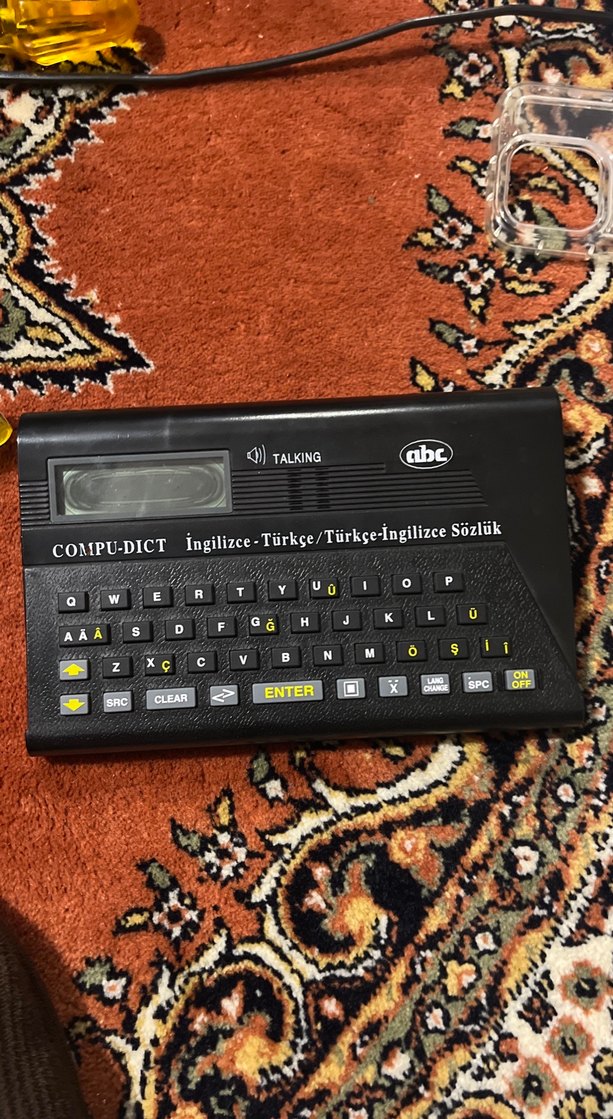 TALKING
abc
COMPU-DICT İngilizce-Türkçe/Türkçe-İngilizce Sözlük
Q W E R T Y U Û I O P
A Ä Â S D F G Ğ H J K L Ü
Z X Ç C V B N M Ö Ş İ Î
SRC CLEAR <=> ENTER Ẍ LANG CHANGE SPC ON OFF